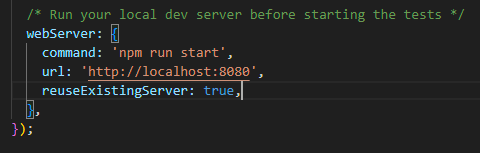 /* Run your local dev server before starting the tests */
webServer: {
command: 'npm run start',
url: 'http://localhost:8080',
reuseExistingServer: true,
},
});